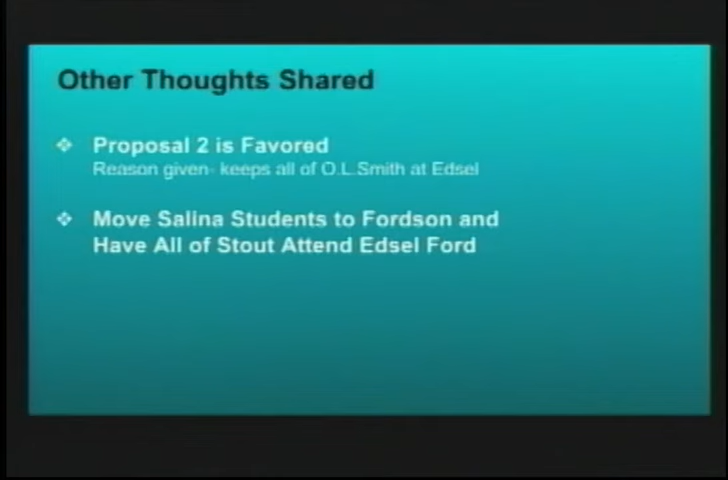 Other Thoughts Shared
Proposal 2 is Favored
Reason given- keeps all of O.L.Smith at Edsel
Move Salina Students to Fordson and
Have All of Stout Attend Edsel Ford